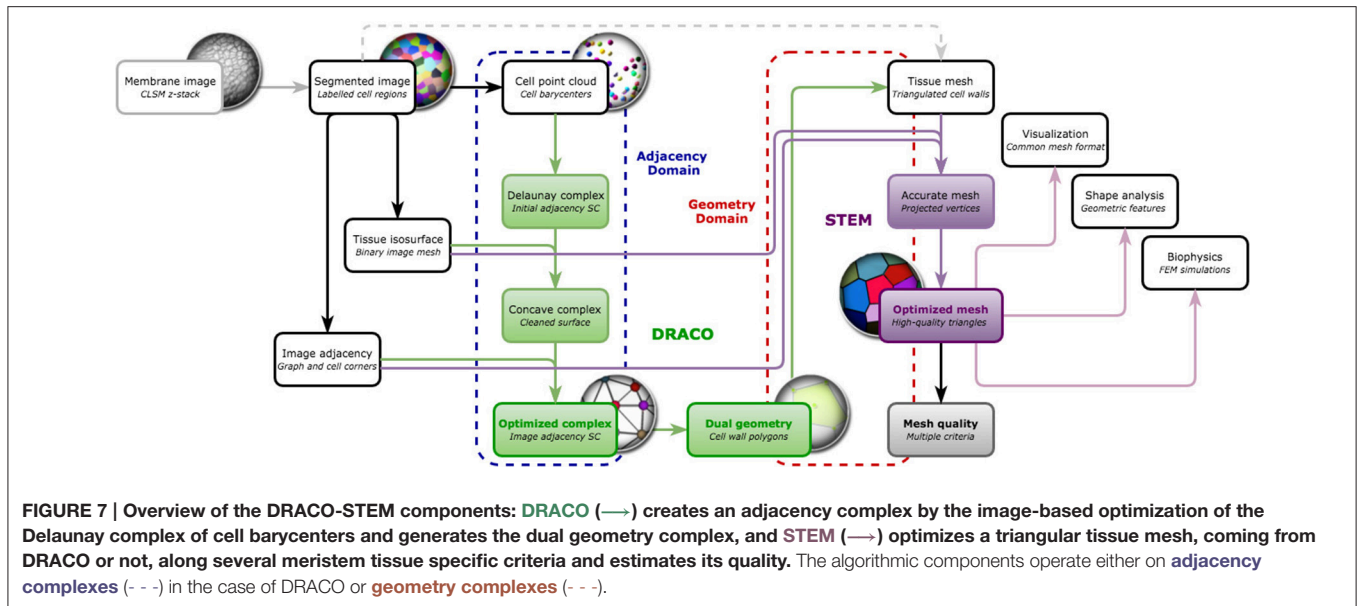 Membrane image
CLSM z-stack
Segmented image
Labelled cell regions
Cell point cloud
Cell barycenters
Tissue mesh
Triangulated cell walls
Visualization
Common mesh format
Adjacency
Domain
Delaunay complex
Initial adjacency SC
Geometry
Domain
STEM
Accurate mesh
Projected vertices
Shape analysis
Geometric features
Tissue isosurface
Binary image mesh
Biophysics
FEM simulations
Concave complex
Cleaned surface
DRACO
Optimized mesh
High-quality triangles
Image adjacency
Graph and cell corners
Optimized complex
Image adjacency SC
Dual geometry
Cell wall polygons
Mesh quality
Multiple criteria
FIGURE 7 | Overview of the DRACO-STEM components: DRACO (⟶) creates an adjacency complex by the image-based optimization of the
Delaunay complex of cell barycenters and generates the dual geometry complex, and STEM (⟶) optimizes a triangular tissue mesh, coming from
DRACO or not, along several meristem tissue specific criteria and estimates its quality. The algorithmic components operate either on adjacency
complexes (- - -) in the case of DRACO or geometry complexes (- - -).